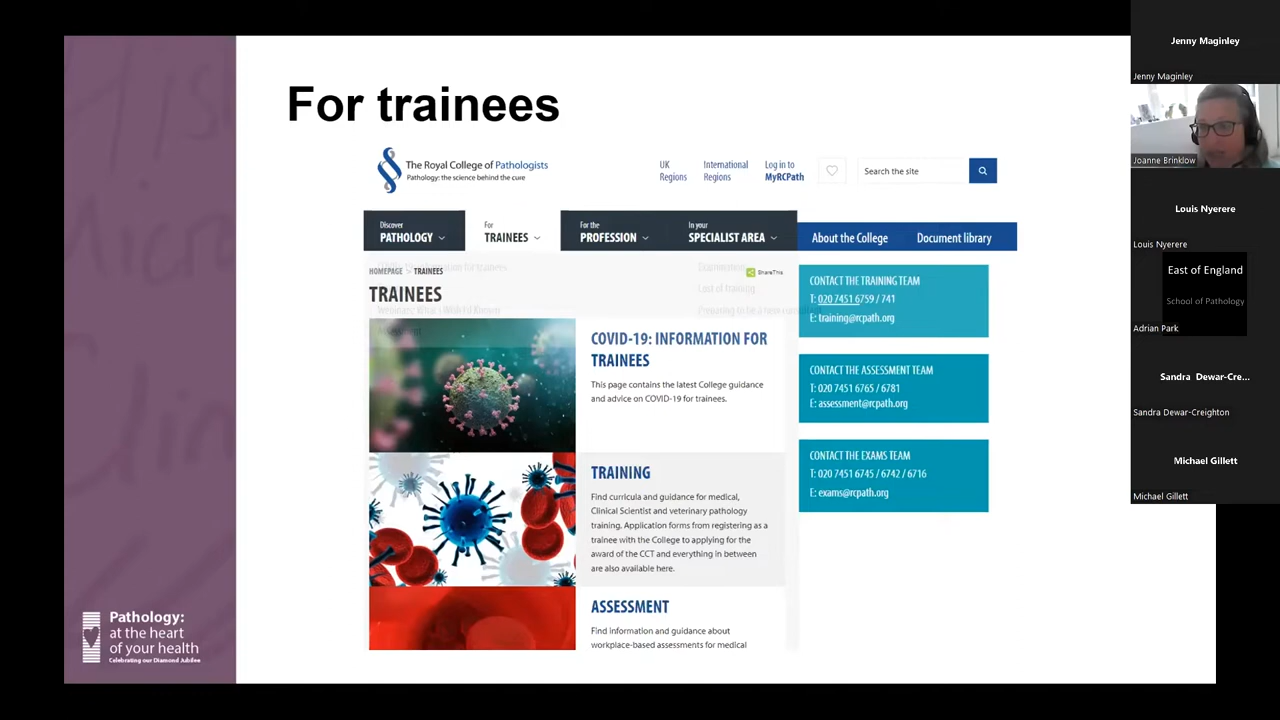 For trainees
The Royal College of Pathologists
Pathology: the science behind the cure
UK
Regions
International
Regions
Log in to
MyRCPath
Search the site
Discover
PATHOLOGY
For
TRAINEES
For the
PROFESSION
In your
SPECIALIST AREA
About the College
Document library
HOMEPAGE > TRAINEES
ShareThis
TRAINEES
COVID-19: INFORMATION FOR
TRAINEES
This page contains the latest College guidance
and advice on COVID-19 for trainees.
TRAINING
Find curricula and guidance for medical,
Clinical Scientist and veterinary pathology
training. Application forms from registering as a
trainee with the College to applying for the
award of the CCT and everything in between
are also available here.
ASSESSMENT
Find information and guidance about
workplace-based assessments for medical
CONTACT THE TRAINING TEAM
T: 020 7451 6759 / 741
E: training@rcpath.org
CONTACT THE ASSESSMENT TEAM
T: 020 7451 6765 / 6781
E: assessment@rcpath.org
CONTACT THE EXAMS TEAM
T: 020 7451 6745 / 6742 / 6716
E: exams@rcpath.org
Pathology:
at the heart
of your health
Celebrating our Diamond Jubilee
Jenny Maginley
Jenny Maginley
Joanne Brinklow
Louis Nyerere
Louis Nyerere
East of England
School of Pathology
Adrian Park
Sandra Dewar-Cre...
Sandra Dewar-Creighton
Michael Gillett
Michael Gillett